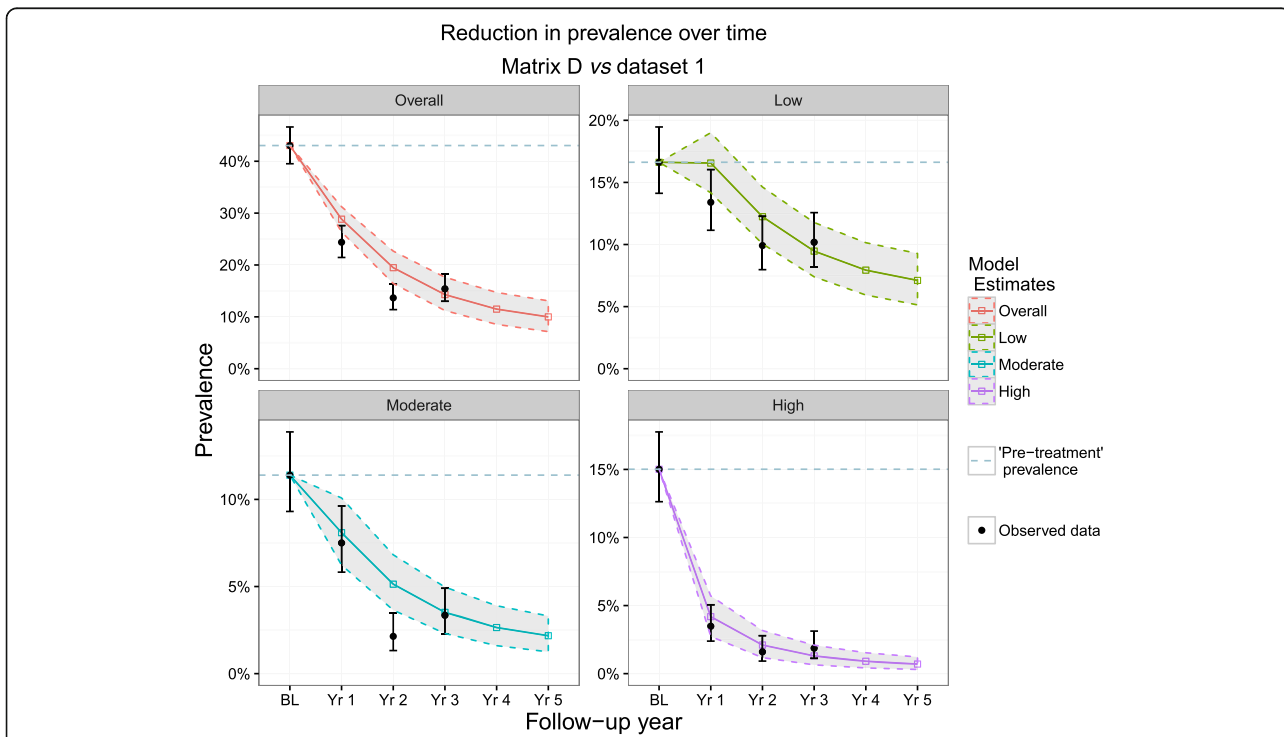 Reduction in prevalence over time
Matrix D vs dataset 1
Overall
Low
40%
30%
20%
10%
0%
20%
15%
10%
5%
0%
Moderate
High
10%
5%
0%
15%
10%
5%
0%
BL Yr 1 Yr 2 Yr 3 Yr 4 Yr 5
BL Yr 1 Yr 2 Yr 3 Yr 4 Yr 5
Prevalence
Follow−up year
Model
Estimates
Overall
Low
Moderate
High
'Pre−treatment'
prevalence
Observed data